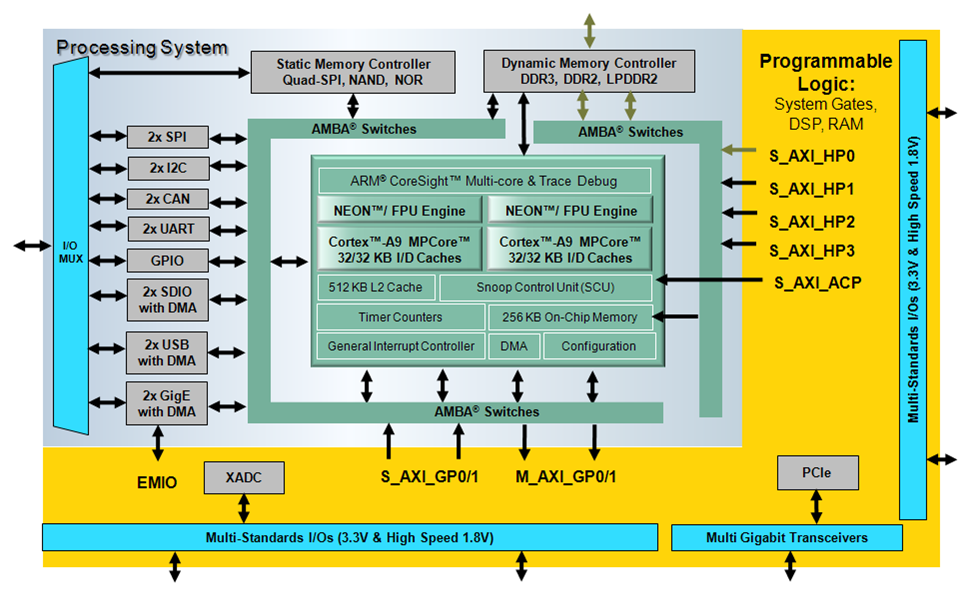 Processing System
Static Memory Controller
Quad-SPI, NAND, NOR
Dynamic Memory Controller
DDR3, DDR2, LPDDR2
Programmable
Logic:
System Gates,
DSP, RAM
AMBA® Switches
AMBA® Switches
2x SPI
2x I2C
2x CAN
2x UART
GPIO
2x SDIO
with DMA
2x USB
with DMA
2x GigE
with DMA
I/O
MUX
EMIO
ARM® CoreSight™ Multi-core & Trace Debug
NEON™/ FPU Engine
NEON™/ FPU Engine
Cortex™-A9 MPCore™
32/32 KB I/D Caches
Cortex™-A9 MPCore™
32/32 KB I/D Caches
512 KB L2 Cache
Snoop Control Unit (SCU)
Timer Counters
256 KB On-Chip Memory
General Interrupt Controller
DMA
Configuration
AMBA® Switches
S_AXI_HP0
S_AXI_HP1
S_AXI_HP2
S_AXI_HP3
S_AXI_ACP
S_AXI_GP0/1
M_AXI_GP0/1
XADC
PCIe
Multi-Standards I/Os (3.3V & High Speed 1.8V)
Multi Gigabit Transceivers
Multi-Standards I/Os (3.3V & High Speed 1.8V)